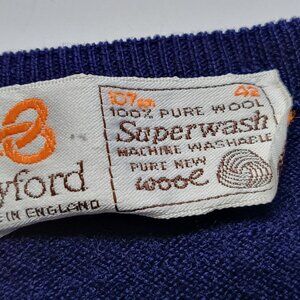 107cm 42
100% PURE WOOL
Superwash
MACHINE WASHABLE
PURE NEW
wool
yford
IN ENGLAND